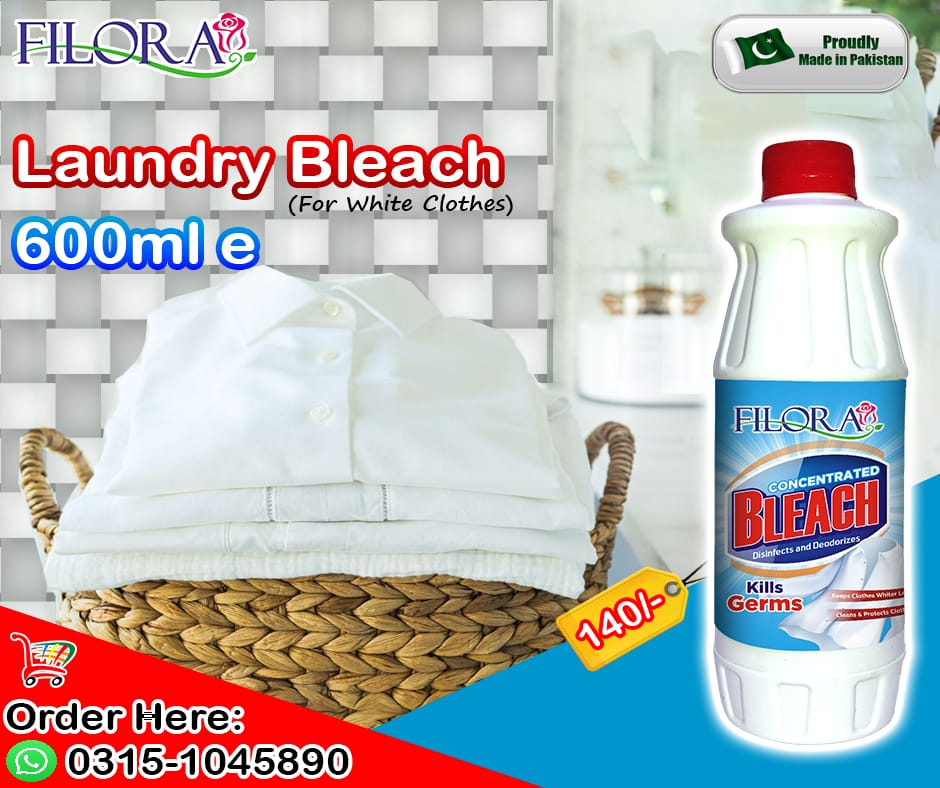 FILORA
Proudly
Made in Pakistan
Laundry Bleach
(For White Clothes)
600ml e
FILORA
CONCENTRATED
BLEACH
Disinfects and Deodorizes
Kills
Germs
Keeps Clothes Whiter
Cleans & Protects
140/-
Order Here:
0315-1045890